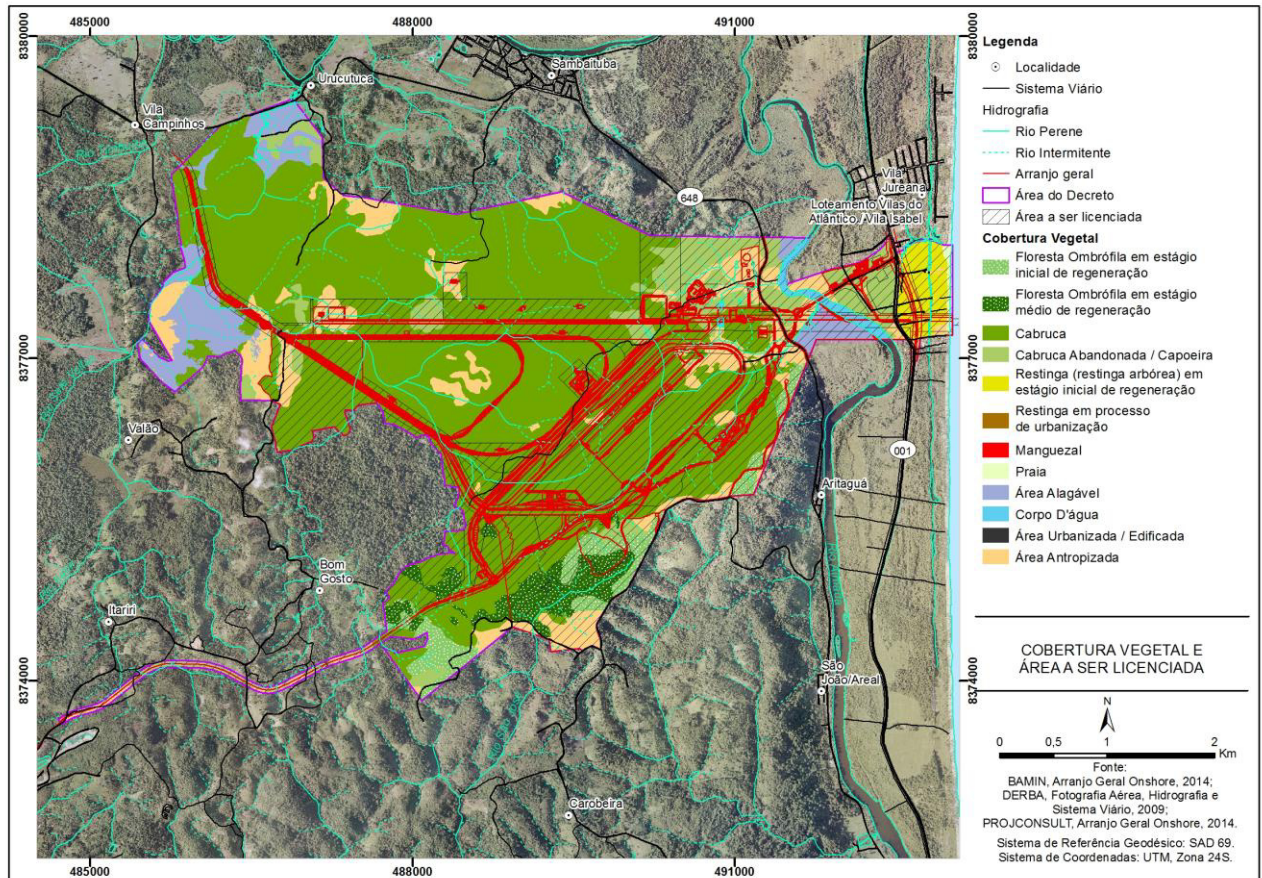 485000
488000
491000
8380000
8380000
Sambaituba
Urucutuca
Vila
Campinhos
648
Vila
Jureana
Loteamento Vilas do
Atlântico / Vila Isabel
8377000
8377000
Valão
001
Aritaguá
Bom
Gosto
Itariri
8374000
8374000
São
João/Areal
Carobeira
485000
488000
491000
Legenda
Localidade
Sistema Viário
Hidrografia
Rio Perene
Rio Intermitente
Arranjo geral
Área do Decreto
Área a ser licenciada
Cobertura Vegetal
Floresta Ombrófila em estágio
inicial de regeneração
Floresta Ombrófila em estágio
médio de regeneração
Cabruca
Cabruca Abandonada / Capoeira
Restinga (restinga arbórea) em
estágio inicial de regeneração
Restinga em processo
de urbanização
Manguezal
Praia
Área Alagável
Corpo D'água
Área Urbanizada / Edificada
Área Antropizada
COBERTURA VEGETAL E
ÁREA A SER LICENCIADA
N
0 0,5 1 2
Km
Fonte:
BAMIN, Arranjo Geral Onshore, 2014;
DERBA, Fotografia Aérea, Hidrografia e
Sistema Viário, 2009;
PROJCONSULT, Arranjo Geral Onshore, 2014.
Sistema de Referência Geodésico: SAD 69.
Sistema de Coordenadas: UTM, Zona 24S.